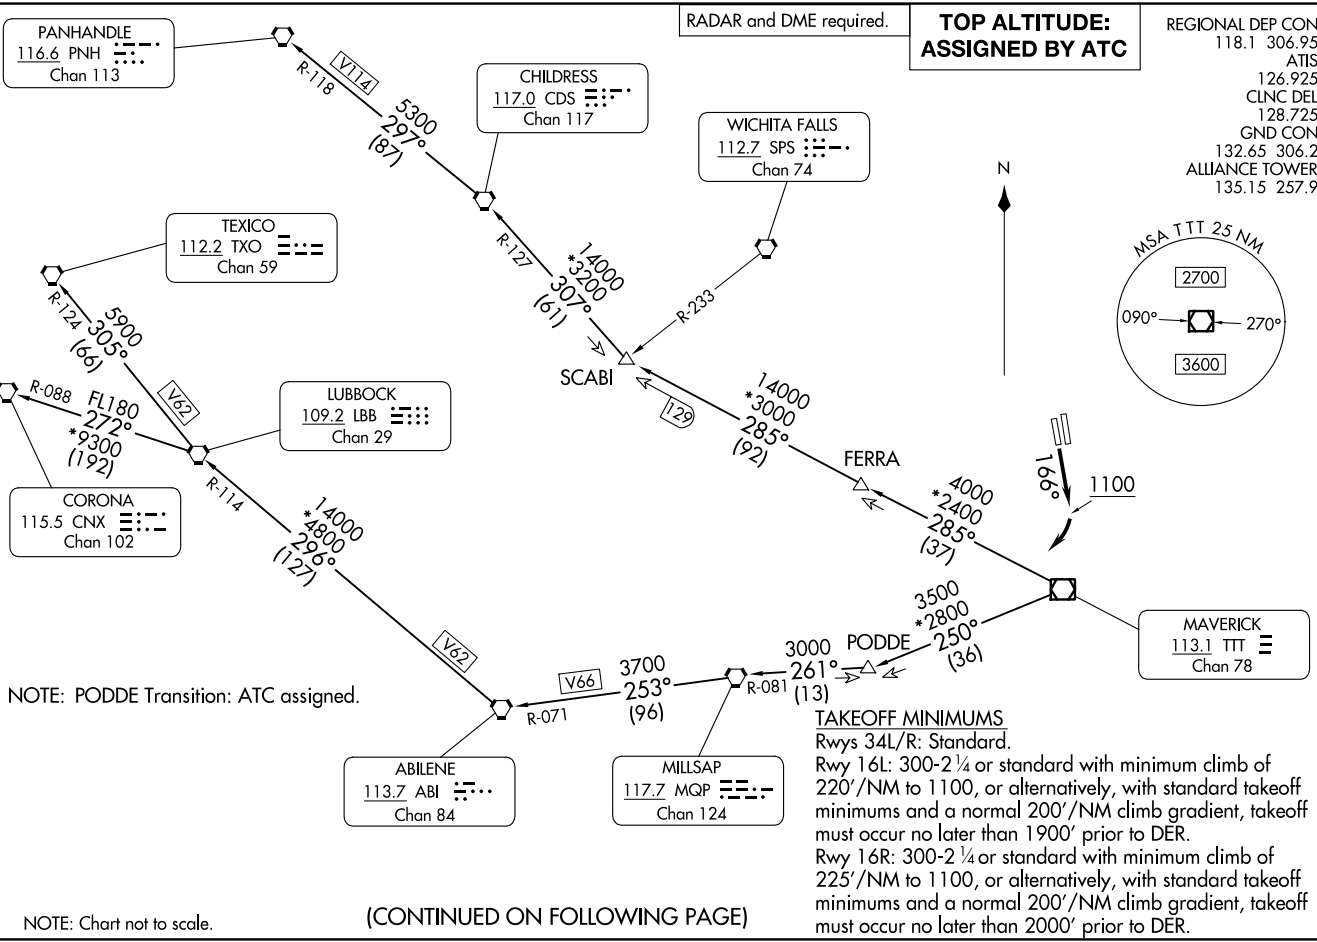 PANHANDLE
116.6 PNH
Chan 113
RADAR and DME required.
TOP ALTITUDE:
ASSIGNED BY ATC
REGIONAL DEP CON
118.1 306.95
ATIS
126.925
CLNC DEL
128.725
GND CON
132.65 306.2
ALLIANCE TOWER
135.15 257.9
R-118
V114
5300
297°
(87)
CHILDRESS
117.0 CDS
Chan 117
WICHITA FALLS
112.7 SPS
Chan 74
N
TEXICO
112.2 TXO
Chan 59
R-127
14000
*3200
307°
(61)
R-233
MSA TTT 25 NM
2700
090°
270°
3600
R-124
5900
305°
(66)
V62
SCABI
129
R-088
FL180
272°
*9300
(192)
LUBBOCK
109.2 LBB
Chan 29
14000
*3000
285°
(92)
FERRA
166°
1100
CORONA
115.5 CNX
Chan 102
R-114
14000
*4800
296°
(127)
4000
*2400
285°
(37)
V62
3500
*2800
250°
(36)
MAVERICK
113.1 TTT
Chan 78
PODDE
3000
261°
(13)
R-081
3700
V66
253°
(96)
R-071
NOTE: PODDE Transition: ATC assigned.
ABILENE
113.7 ABI
Chan 84
MILLSAP
117.7 MQP
Chan 124
TAKEOFF MINIMUMS
Rwys 34L/R: Standard.
Rwy 16L: 300-2¼ or standard with minimum climb of
220'/NM to 1100, or alternatively, with standard takeoff
minimums and a normal 200'/NM climb gradient, takeoff
must occur no later than 1900' prior to DER.
Rwy 16R: 300-2¼ or standard with minimum climb of
225'/NM to 1100, or alternatively, with standard takeoff
minimums and a normal 200'/NM climb gradient, takeoff
must occur no later than 2000' prior to DER.
NOTE: Chart not to scale.
(CONTINUED ON FOLLOWING PAGE)